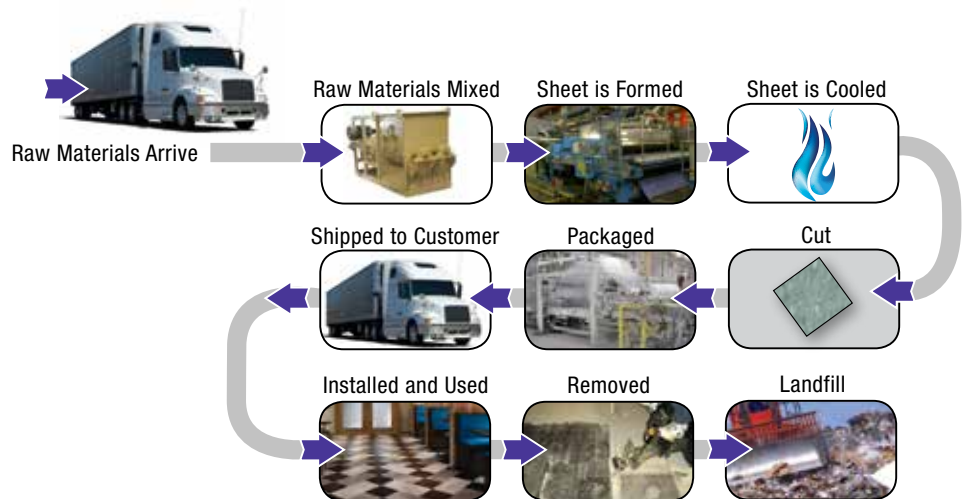 Raw Materials Arrive
Raw Materials Mixed
Sheet is Formed
Sheet is Cooled
Cut
Packaged
Shipped to Customer
Installed and Used
Removed
Landfill